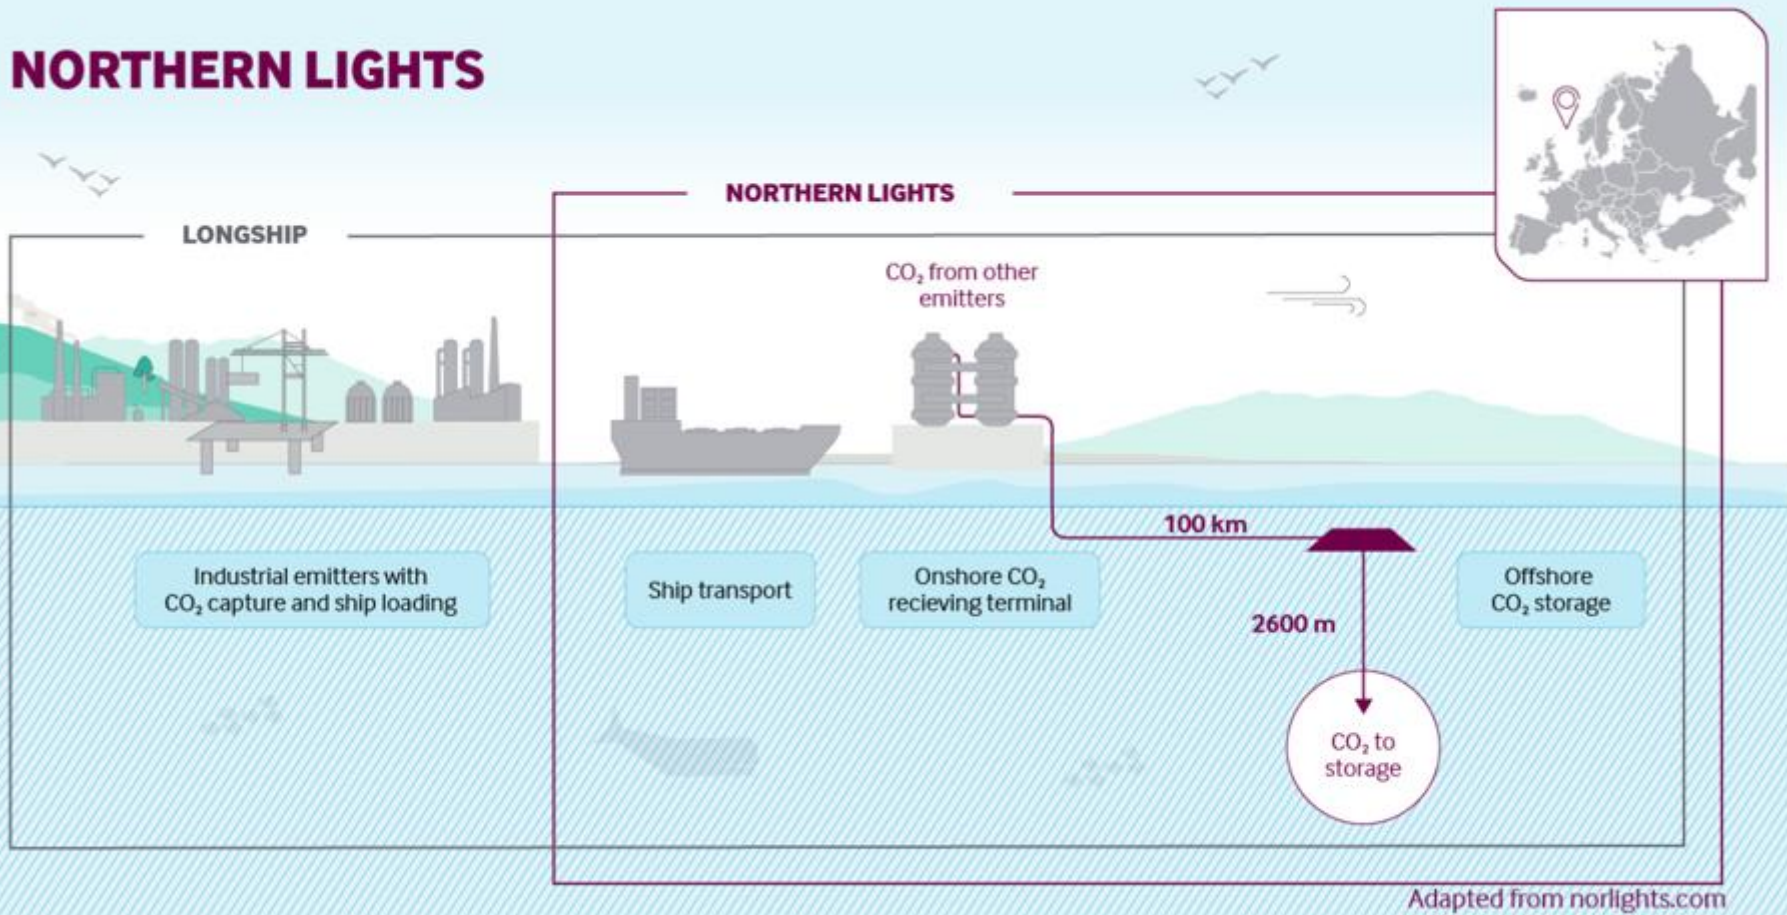 NORTHERN LIGHTS
NORTHERN LIGHTS
LONGSHIP
CO₂ from other
emitters
100 km
Industrial emitters with
CO₂ capture and ship loading
Ship transport
Onshore CO₂
recieving terminal
Offshore
CO₂ storage
2600 m
CO₂ to
storage
Adapted from norlights.com